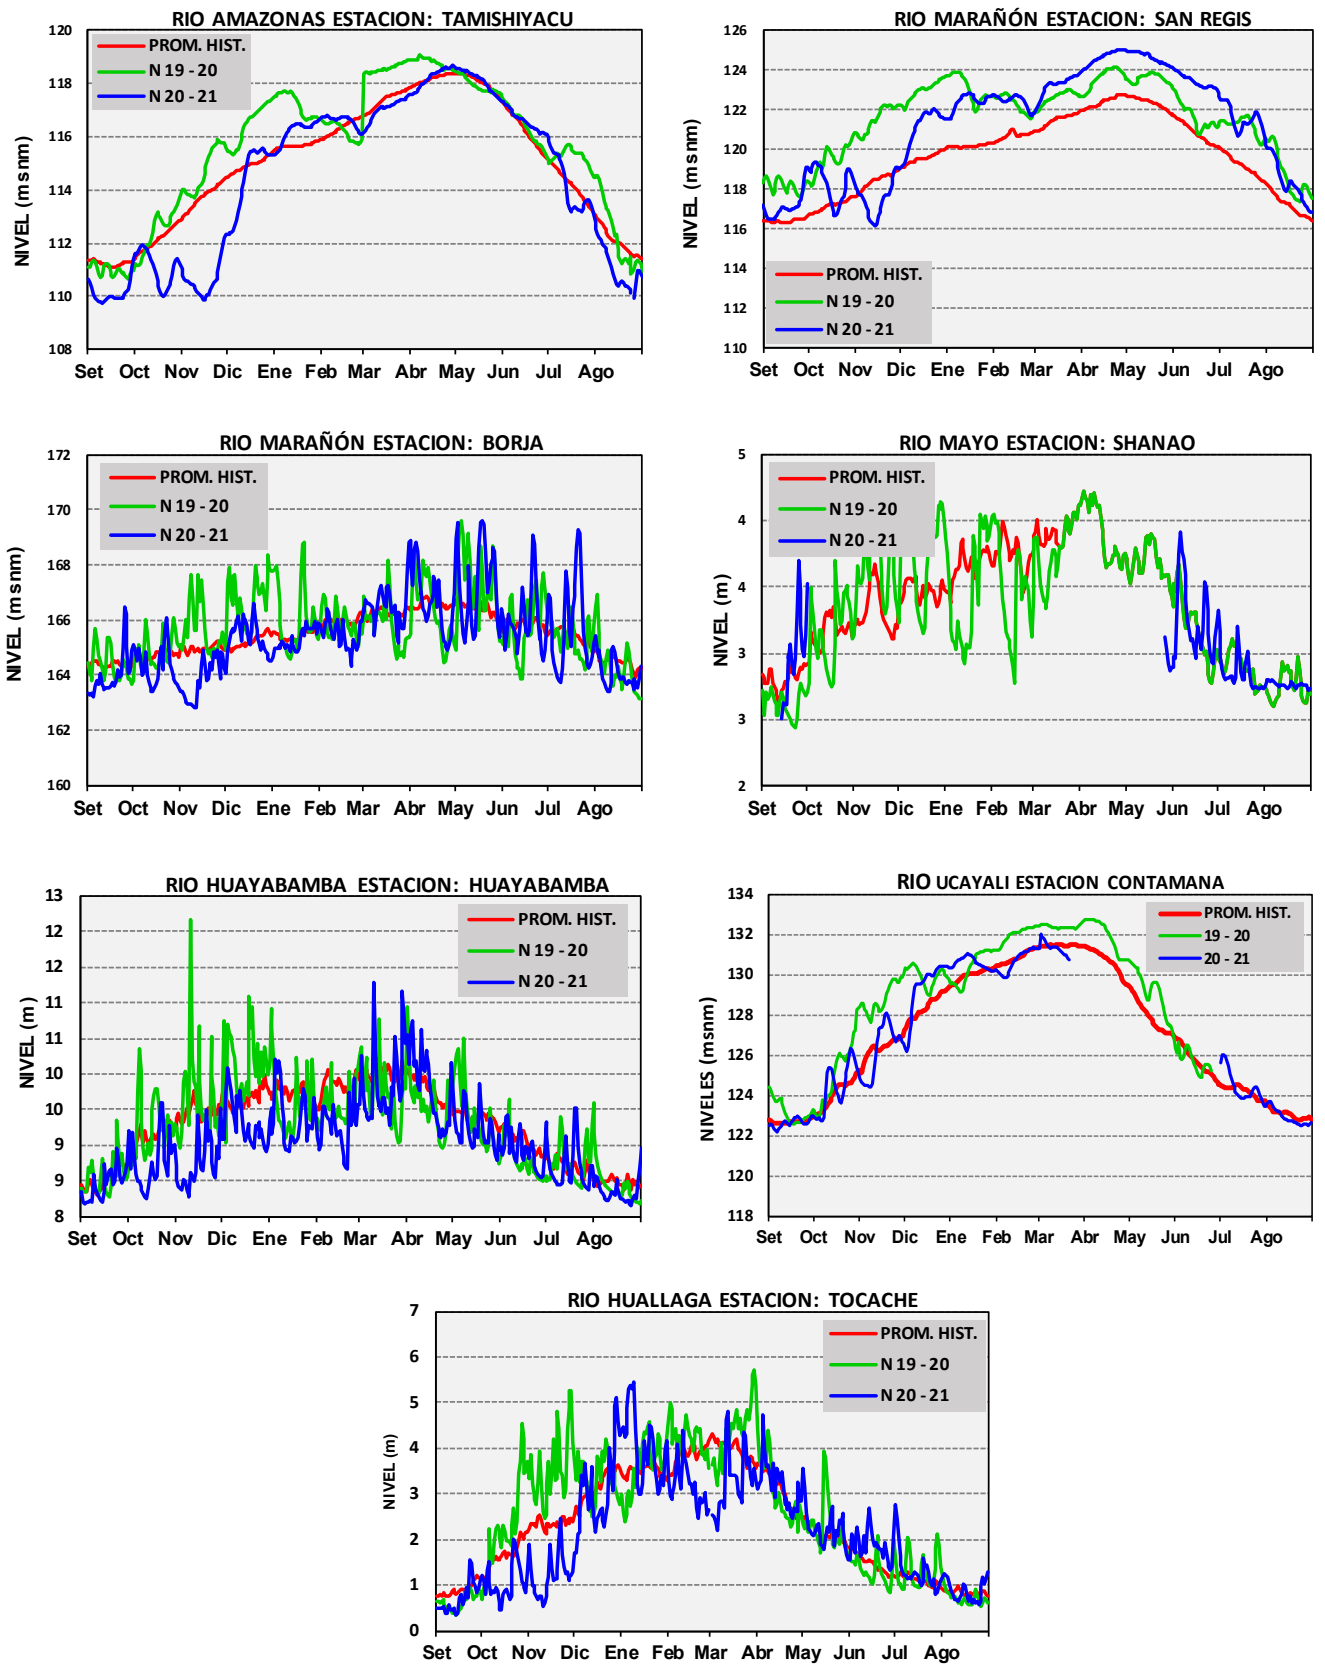 RIO AMAZONAS ESTACION: TAMISHIYACU
NIVEL (msnm)
120
118
116
114
112
110
108
PROM. HIST.
N 19 - 20
N 20 - 21
Set Oct Nov Dic Ene Feb Mar Abr May Jun Jul Ago
RIO MARAÑÓN ESTACION: SAN REGIS
NIVEL (msnm)
126
124
122
120
118
116
114
112
110
PROM. HIST.
N 19 - 20
N 20 - 21
Set Oct Nov Dic Ene Feb Mar Abr May Jun Jul Ago
RIO MARAÑÓN ESTACION: BORJA
NIVEL (msnm)
172
170
168
166
164
162
160
PROM. HIST.
N 19 - 20
N 20 - 21
Set Oct Nov Dic Ene Feb Mar Abr May Jun Jul Ago
RIO MAYO ESTACION: SHANAO
NIVEL (m)
5
4
4
3
3
2
PROM. HIST.
N 19 - 20
N 20 - 21
Set Oct Nov Dic Ene Feb Mar Abr May Jun Jul Ago
RIO HUAYABAMBA ESTACION: HUAYABAMBA
NIVEL (m)
13
12
12
11
11
10
10
9
9
8
PROM. HIST.
N 19 - 20
N 20 - 21
Set Oct Nov Dic Ene Feb Mar Abr May Jun Jul Ago
RIO UCAYALI ESTACION CONTAMANA
NIVELES (msnm)
134
132
130
128
126
124
122
120
118
PROM. HIST.
19 - 20
20 - 21
Set Oct Nov Dic Ene Feb Mar Abr May Jun Jul Ago
RIO HUALLAGA ESTACION: TOCACHE
NIVEL (m)
7
6
5
4
3
2
1
0
PROM. HIST.
N 19 - 20
N 20 - 21
Set Oct Nov Dic Ene Feb Mar Abr May Jun Jul Ago